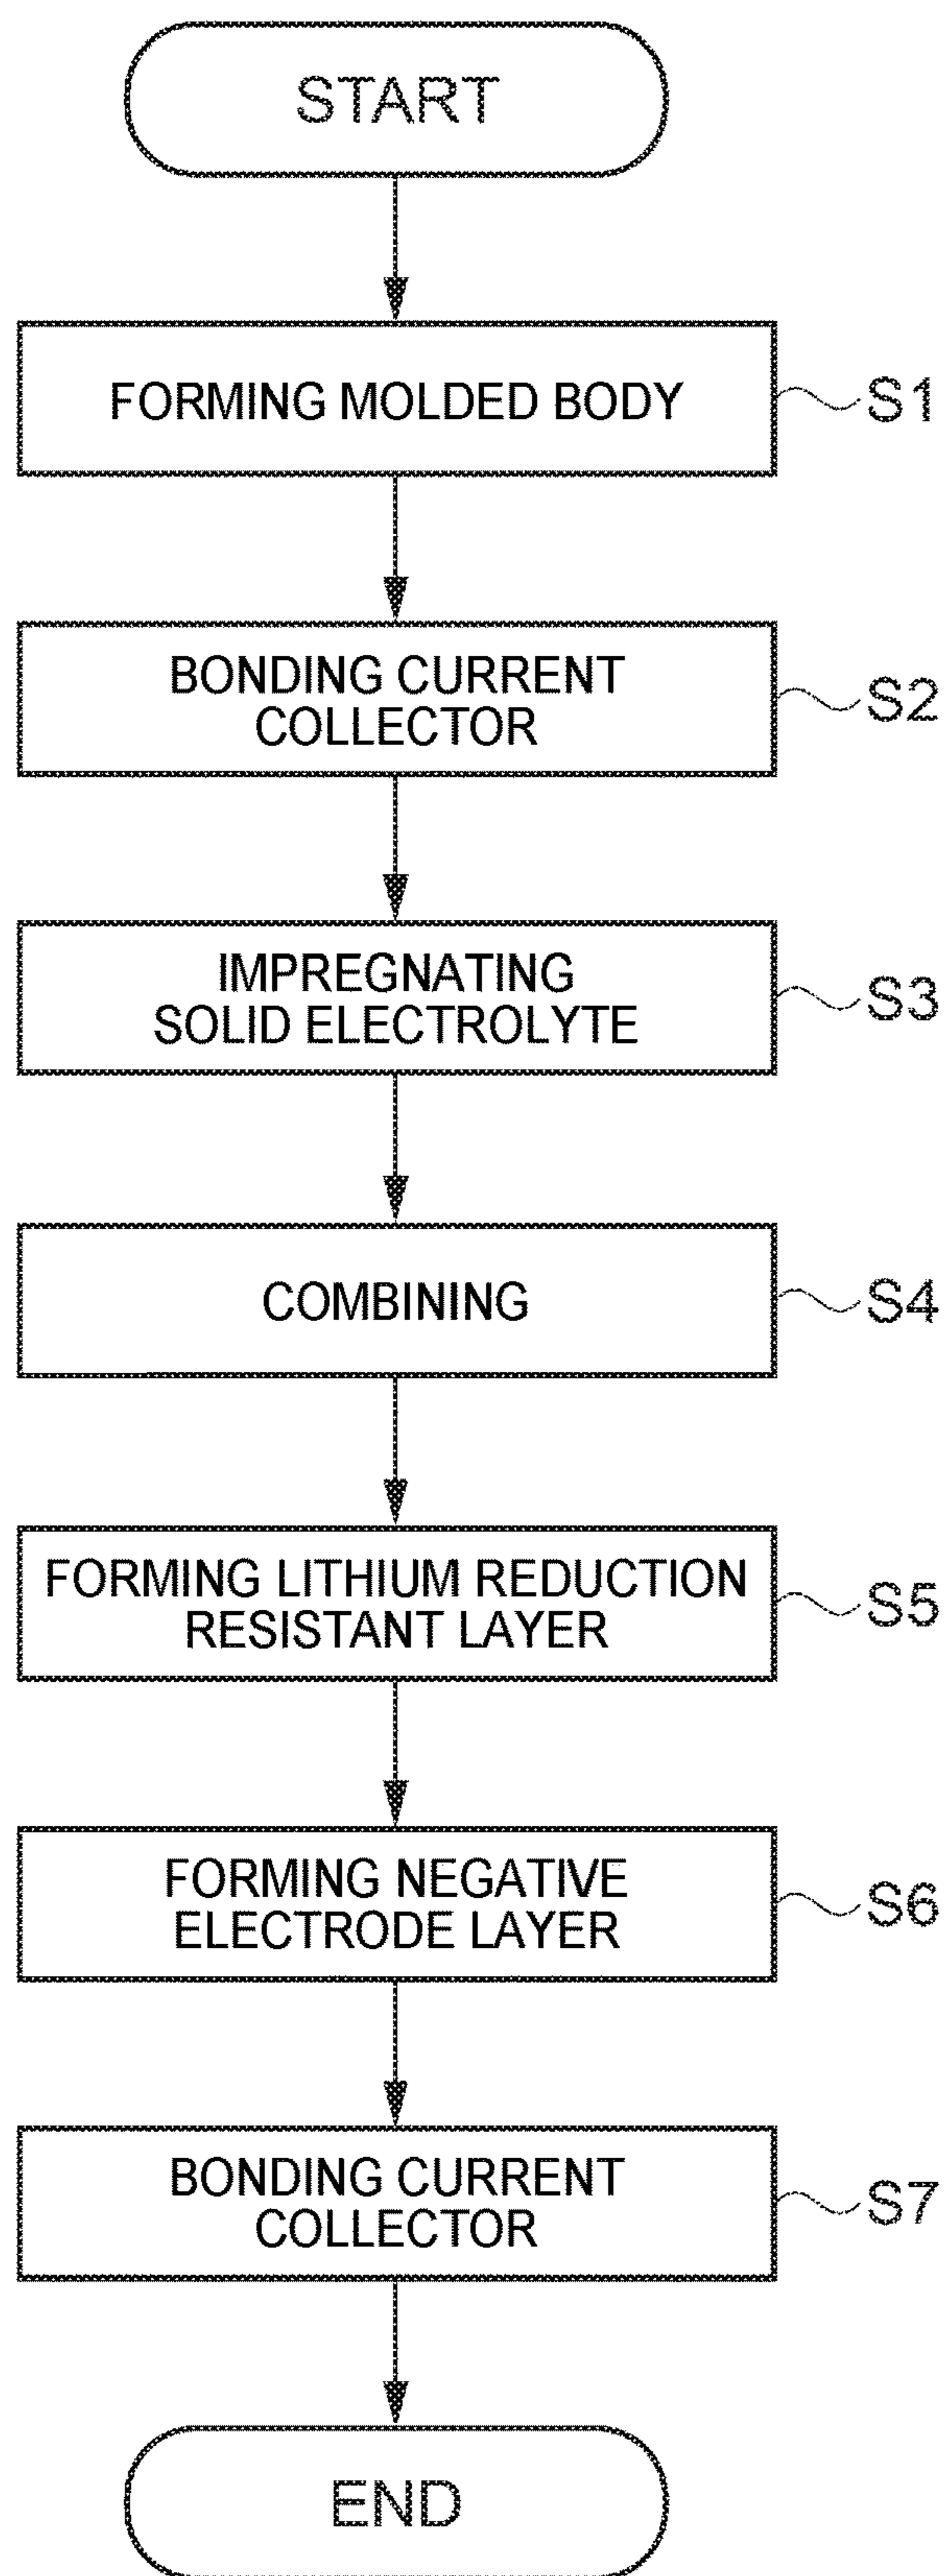 START
FORMING MOLDED BODY
S1
BONDING CURRENT
COLLECTOR
S2
IMPREGNATING
SOLID ELECTROLYTE
S3
COMBINING
S4
FORMING LITHIUM REDUCTION
RESISTANT LAYER
S5
FORMING NEGATIVE
ELECTRODE LAYER
S6
BONDING CURRENT
COLLECTOR
S7
END